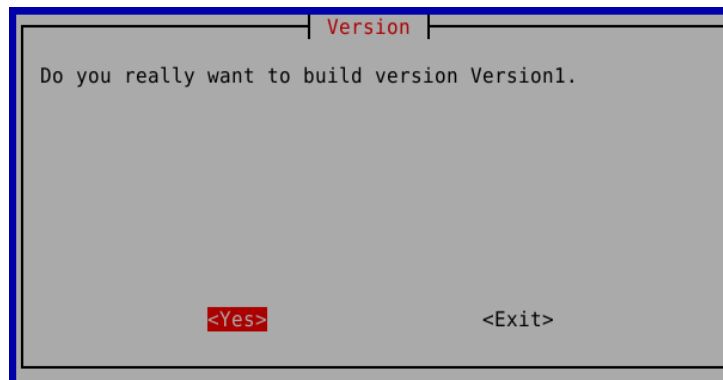 Version
Do you really want to build version Version1.
<Yes> <Exit>